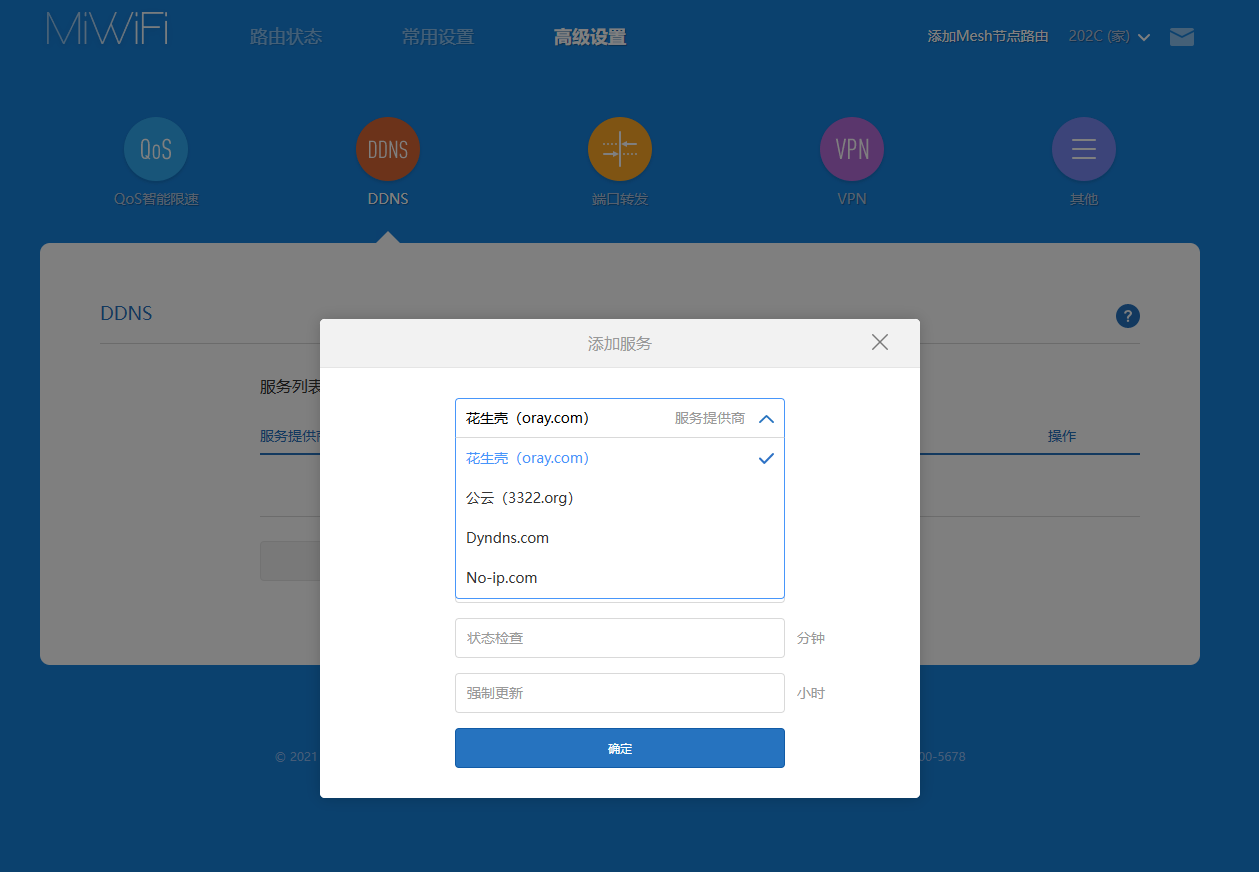 MiWiFi
路由状态
常用设置
高级设置
添加Mesh节点路由
202C (家)
QoS
DDNS
VPN
QoS智能限速
DDNS
端口转发
VPN
其他
DDNS
?
添加服务
服务列表
花生壳（oray.com）
服务提供商
服务提供
操作
花生壳（oray.com）
公云（3322.org）
Dyndns.com
No-ip.com
状态检查
分钟
强制更新
小时
确定
© 2021
00-5678